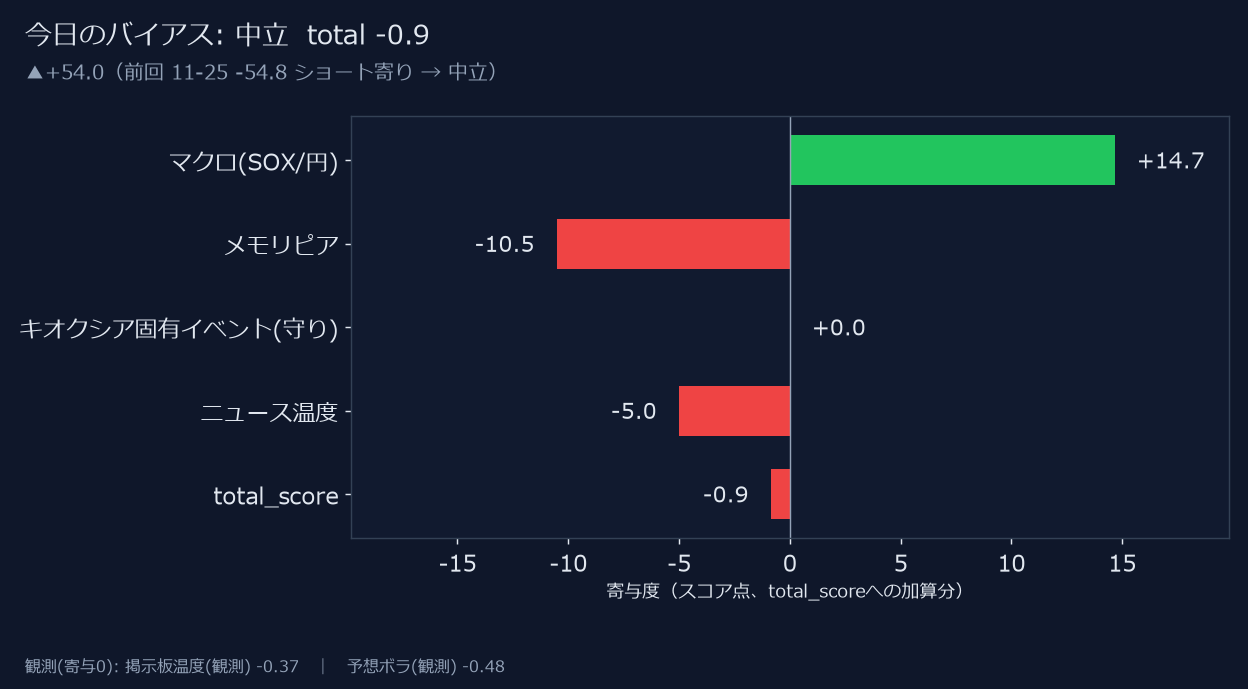 今日のバイアス: 中立 total -0.9
▲+54.0（前回 11-25 -54.8 ショート寄り → 中立）
マクロ(SOX/円)
+14.7
メモリピア
-10.5
キオクシア固有イベント(守り)
+0.0
ニュース温度
-5.0
total_score
-0.9
-15 -10 -5 0 5 10 15
寄与度（スコア点、total_scoreへの加算分）
観測(寄与0): 掲示板温度(観測) -0.37 ｜ 予想ボラ(観測) -0.48